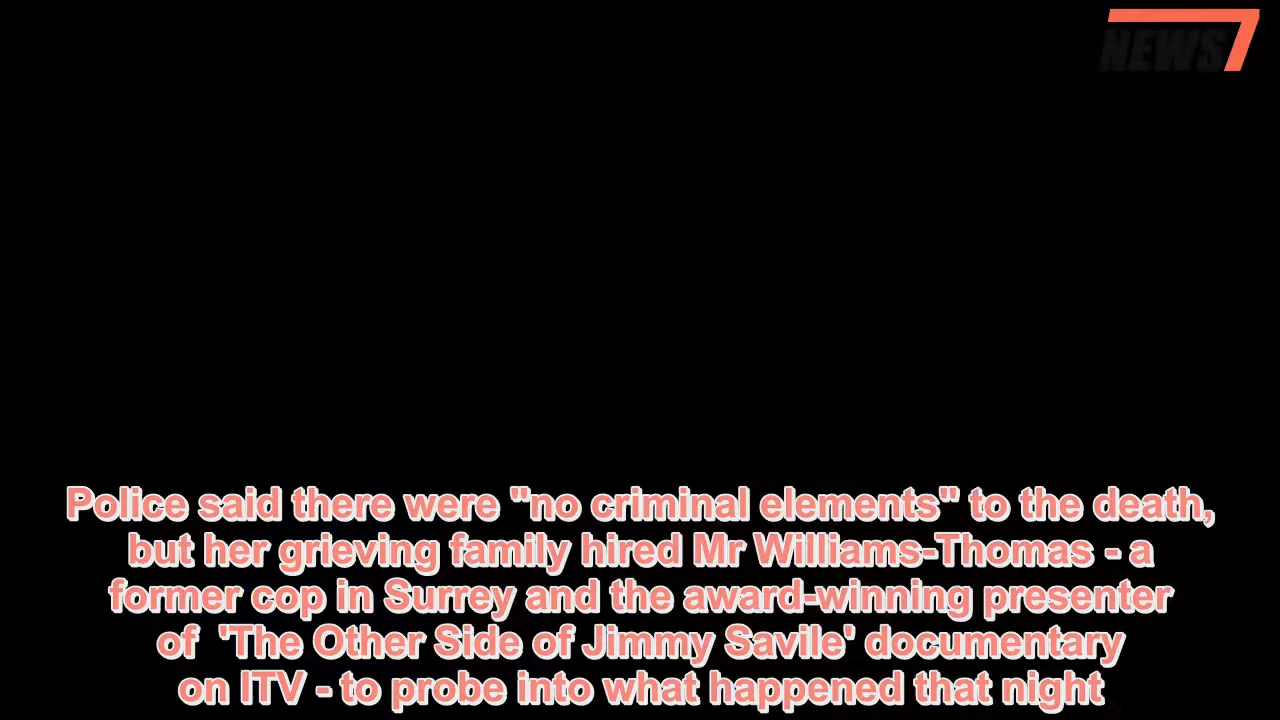 NEWS7
Police said there were "no criminal elements" to the death,
but her grieving family hired Mr Williams-Thomas - a
former cop in Surrey and the award-winning presenter
of  'The Other Side of Jimmy Savile' documentary
on ITV - to probe into what happened that night